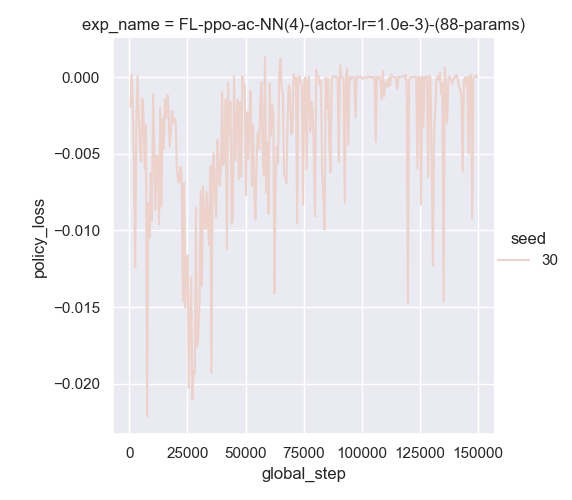 exp_name = FL-ppo-ac-NN(4)-(actor-lr=1.0e-3)-(88-params)
0.000
−0.005
−0.010
−0.015
−0.020
policy_loss
0 25000 50000 75000 100000 125000 150000
global_step
seed
30